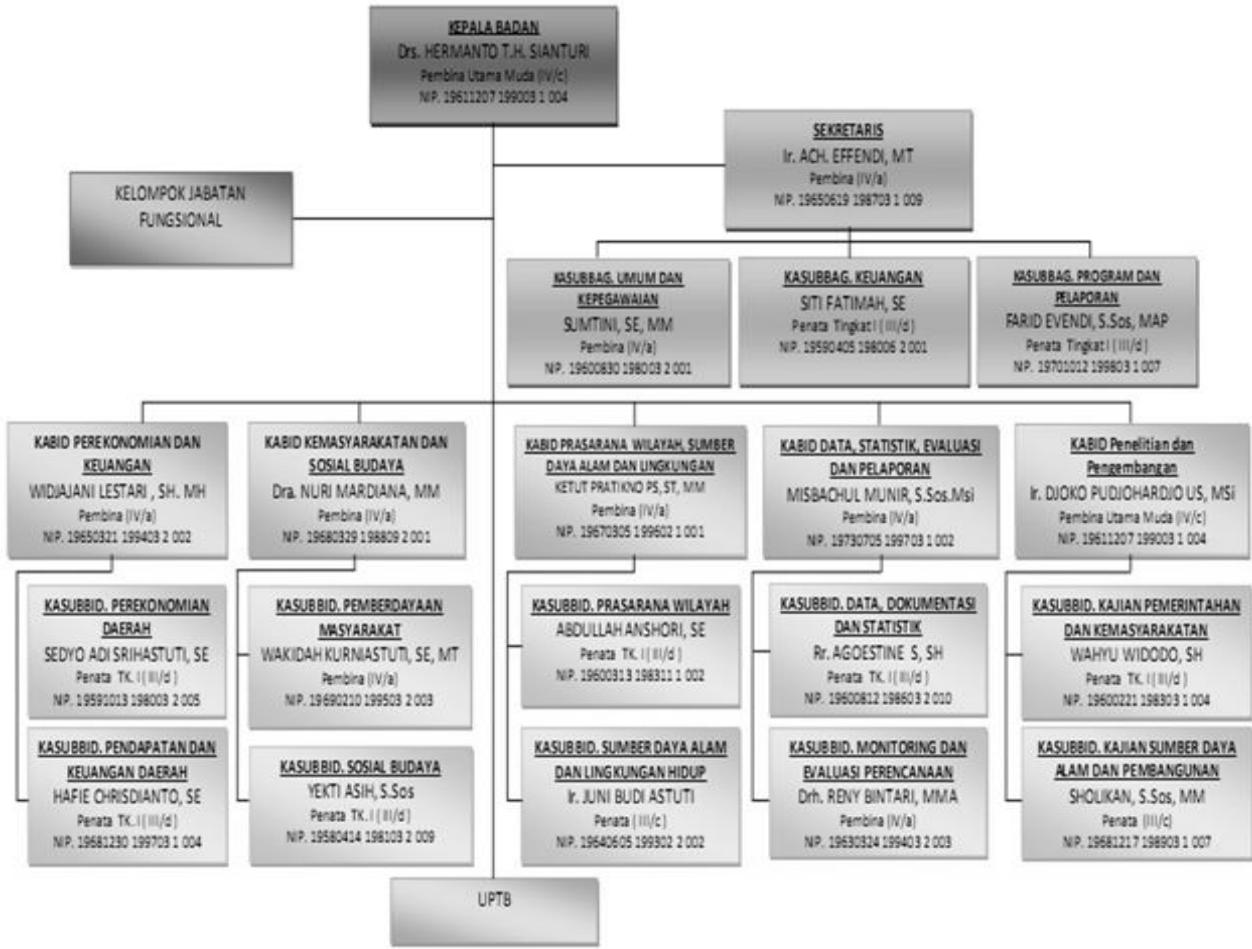 KEPALA BADAN
Drs. HERMANTO T.H. SIANTURI
Pembina Utama Muda (IV/c)
NIP. 19611207 199003 1 004
SEKRETARIS
Ir. ACH. EFFENDI, MT
Pembina (IV/a)
NIP. 19650619 198703 1 009
KELOMPOK JABATAN
FUNGSIONAL
KASUBBAG. UMUM DAN
KEPEGAWAIAN
SUMTINI, SE, MM
Pembina (IV/a)
NIP. 19600830 198003 2 001
KASUBBAG. KEUANGAN
SITI FATIMAH, SE
Penata Tingkat I ( III/d )
NIP. 19590405 198006 2 001
KASUBBAG. PROGRAM DAN
PELAPORAN
FARID EVENDI, S.Sos, MAP
Penata Tingkat I ( III/d )
NIP. 19701012 199803 1 007
KABID PEREKONOMIAN DAN
KEUANGAN
WIDJAJANI LESTARI , SH. MH
Pembina (IV/a)
NIP. 19650321 199403 2 002
KABID KEMASYARAKATAN DAN
SOSIAL BUDAYA
Dra. NURI MARDIANA, MM
Pembina (IV/a)
NIP. 19680329 198809 2 001
KABID PRASARANA WILAYAH, SUMBER
DAYA ALAM DAN LINGKUNGAN
KETUT PRATIKNO PS,ST, MM
Pembina (IV/a)
NIP. 19670305 199602 1 001
KABID DATA, STATISTIK, EVALUASI
DAN PELAPORAN
MISBACHUL MUNIR, S.Sos.Msi
Pembina (IV/a)
NIP. 19730705 199703 1 002
KABID Penelitian dan
Pengembangan
Ir. DJOKO PUDJOHARDJO US, MSi
Pembina Utama Muda (IV/c)
NIP. 19611207 199003 1 004
KASUBBID. PEREKONOMIAN
DAERAH
SEDYO ADI SRIHASTUTI, SE
Penata TK. I ( III/d )
NIP. 19591013 198003 2 005
KASUBBID. PEMBERDAYAAN
MASYARAKAT
WAKIDAH KURNIASTUTI, SE, MT
Pembina (IV/a)
NIP. 19690210 199503 2 003
KASUBBID. PRASARANA WILAYAH
ABDULLAH ANSHORI, SE
Penata TK. I ( III/d )
NIP. 19600313 198311 1 002
KASUBBID. DATA, DOKUMENTASI
DAN STATISTIK
Rr. AGOESTINE S, SH
Penata TK. I ( III/d )
NIP. 19600812 198603 2 010
KASUBBID. KAJIAN PEMERINTAHAN
DAN KEMASYARAKATAN
WAHYU WIDODO, SH
Penata TK. I ( III/d )
NIP. 19600221 198303 1 004
KASUBBID. PENDAPATAN DAN
KEUANGAN DAERAH
HAFIE CHRISDIANTO, SE
Penata TK. I ( III/d )
NIP. 19681230 199703 1 004
KASUBBID. SOSIAL BUDAYA
YEKTI ASIH, S.Sos
Penata TK. I ( III/d )
NIP. 19580414 198103 2 009
KASUBBID. SUMBER DAYA ALAM
DAN LINGKUNGAN HIDUP
Ir. JUNI BUDI ASTUTI
Penata ( III/c )
NIP. 19640605 199302 2 002
KASUBBID. MONITORING DAN
EVALUASI PERENCANAAN
Drh. RENY BINTARI, MMA
Pembina (IV/a)
NIP. 19630324 199403 2 003
KASUBBID. KAJIAN SUMBER DAYA
ALAM DAN PEMBANGUNAN
SHOLIKAN, S.Sos, MM
Penata (III/c)
NIP. 19681217 198903 1 007
UPTB